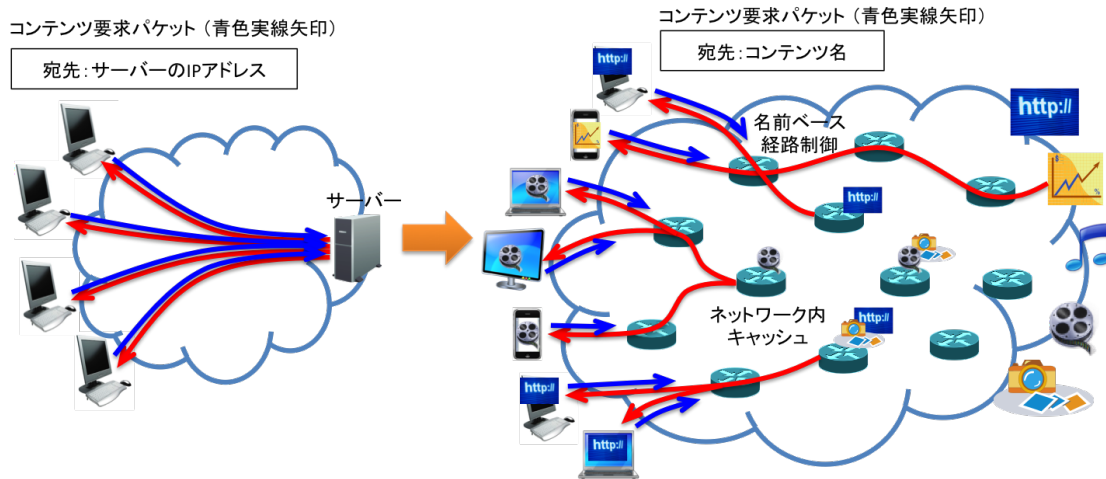 コンテンツ要求パケット（青色実線矢印）
宛先：サーバーのIPアドレス
サーバー
コンテンツ要求パケット（青色実線矢印）
宛先：コンテンツ名
http://
http://
名前ベース
経路制御
$
%
http://
ネットワーク内
キャッシュ
http://
http://
http://